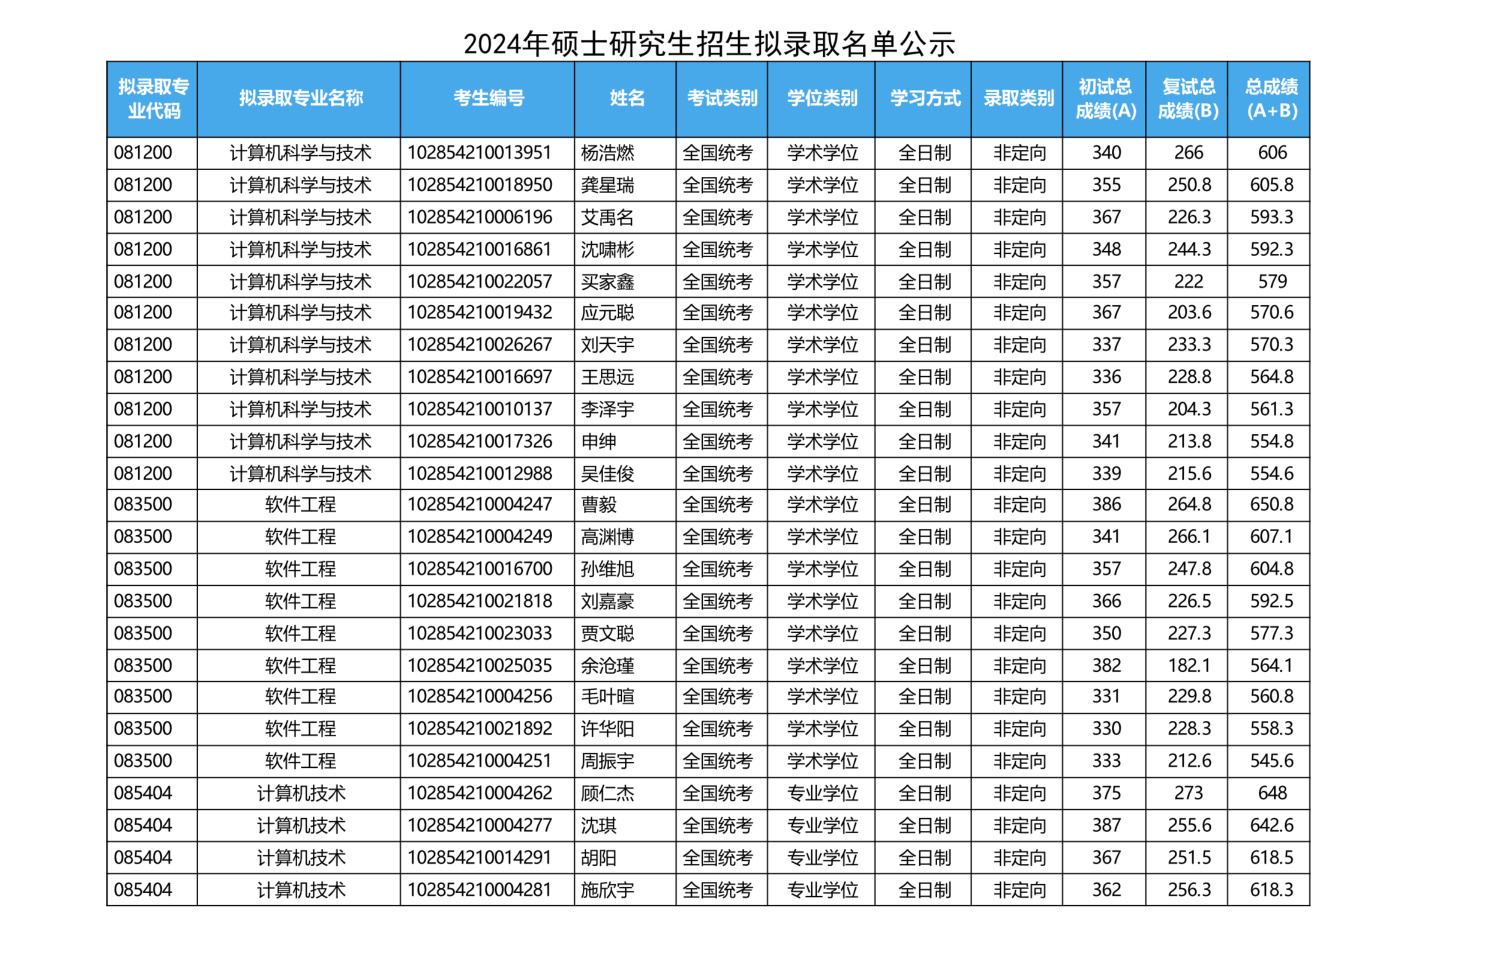 2024年硕士研究生招生拟录取名单公示
拟录取专业代码 拟录取专业名称 考生编号 姓名 考试类别 学位类别 学习方式 录取类别 初试总成绩(A) 复试总成绩(B) 总成绩(A+B)
081200 计算机科学与技术 102854210013951 杨浩燃 全国统考 学术学位 全日制 非定向 340 266 606
081200 计算机科学与技术 102854210018950 龚星瑞 全国统考 学术学位 全日制 非定向 355 250.8 605.8
081200 计算机科学与技术 102854210006196 艾禹名 全国统考 学术学位 全日制 非定向 367 226.3 593.3
081200 计算机科学与技术 102854210016861 沈啸彬 全国统考 学术学位 全日制 非定向 348 244.3 592.3
081200 计算机科学与技术 102854210022057 买家鑫 全国统考 学术学位 全日制 非定向 357 222 579
081200 计算机科学与技术 102854210019432 应元聪 全国统考 学术学位 全日制 非定向 367 203.6 570.6
081200 计算机科学与技术 102854210026267 刘天宇 全国统考 学术学位 全日制 非定向 337 233.3 570.3
081200 计算机科学与技术 102854210016697 王思远 全国统考 学术学位 全日制 非定向 336 228.8 564.8
081200 计算机科学与技术 102854210010137 李泽宇 全国统考 学术学位 全日制 非定向 357 204.3 561.3
081200 计算机科学与技术 102854210017326 申绅 全国统考 学术学位 全日制 非定向 341 213.8 554.8
081200 计算机科学与技术 102854210012988 吴佳俊 全国统考 学术学位 全日制 非定向 339 215.6 554.6
083500 软件工程 102854210004247 曹毅 全国统考 学术学位 全日制 非定向 386 264.8 650.8
083500 软件工程 102854210004249 高渊博 全国统考 学术学位 全日制 非定向 341 266.1 607.1
083500 软件工程 102854210016700 孙维旭 全国统考 学术学位 全日制 非定向 357 247.8 604.8
083500 软件工程 102854210021818 刘嘉豪 全国统考 学术学位 全日制 非定向 366 226.5 592.5
083500 软件工程 102854210023033 贾文聪 全国统考 学术学位 全日制 非定向 350 227.3 577.3
083500 软件工程 102854210025035 余沧瑾 全国统考 学术学位 全日制 非定向 382 182.1 564.1
083500 软件工程 102854210004256 毛叶暄 全国统考 学术学位 全日制 非定向 331 229.8 560.8
083500 软件工程 102854210021892 许华阳 全国统考 学术学位 全日制 非定向 330 228.3 558.3
083500 软件工程 102854210004251 周振宇 全国统考 学术学位 全日制 非定向 333 212.6 545.6
085404 计算机技术 102854210004262 顾仁杰 全国统考 专业学位 全日制 非定向 375 273 648
085404 计算机技术 102854210004277 沈琪 全国统考 专业学位 全日制 非定向 387 255.6 642.6
085404 计算机技术 102854210014291 胡阳 全国统考 专业学位 全日制 非定向 367 251.5 618.5
085404 计算机技术 102854210004281 施欣宇 全国统考 专业学位 全日制 非定向 362 256.3 618.3